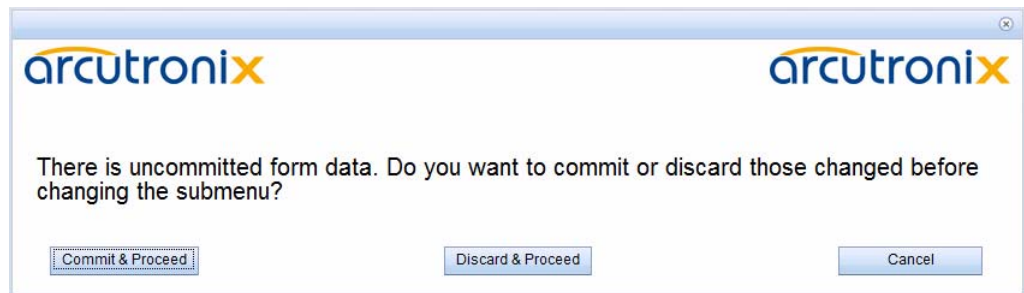 arcutronix arcutronix
There is uncommitted form data. Do you want to commit or discard those changed before
changing the submenu?
Commit & Proceed Discard & Proceed Cancel